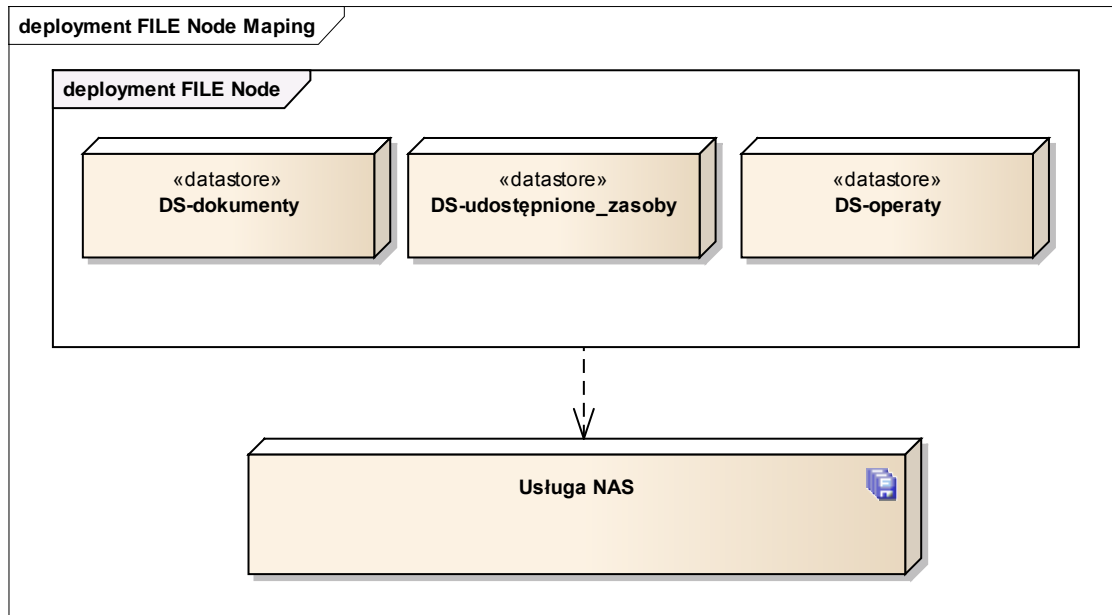 deployment FILE Node Maping
deployment FILE Node
«datastore»
DS-dokumenty
«datastore»
DS-udostępnione_zasoby
«datastore»
DS-operaty
Usługa NAS